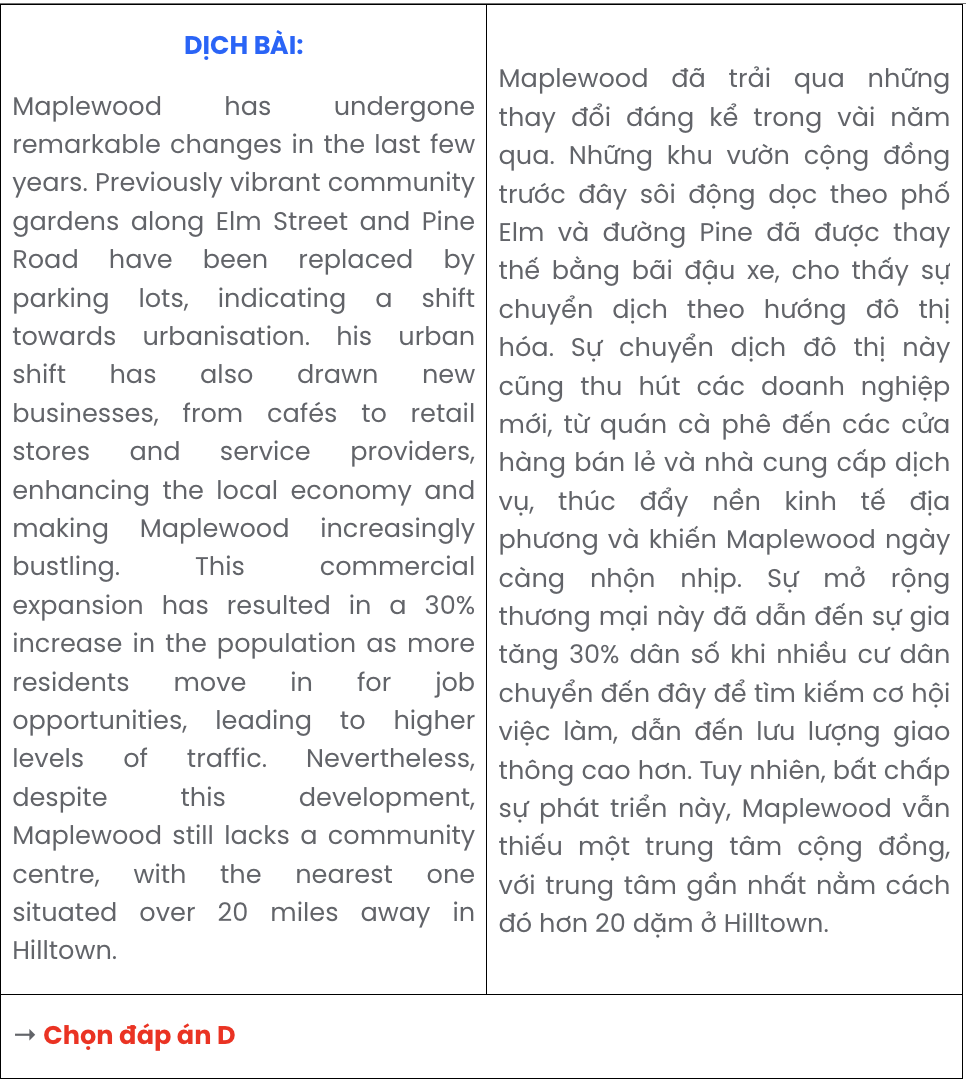 DỊCH BÀI:
Maplewood has undergone
remarkable changes in the last few
years. Previously vibrant community
gardens along Elm Street and Pine
Road have been replaced by
parking lots, indicating a shift
towards urbanisation. his urban
shift has also drawn new
businesses, from cafés to retail
stores and service providers,
enhancing the local economy and
making Maplewood increasingly
bustling. This commercial
expansion has resulted in a 30%
increase in the population as more
residents move in for job
opportunities, leading to higher
levels of traffic. Nevertheless,
despite this development,
Maplewood still lacks a community
centre, with the nearest one
situated over 20 miles away in
Hilltown.
Maplewood đã trải qua những
thay đổi đáng kể trong vài năm
qua. Những khu vườn cộng đồng
trước đây sôi động dọc theo phố
Elm và đường Pine đã được thay
thế bằng bãi đậu xe, cho thấy sự
chuyển dịch theo hướng đô thị
hóa. Sự chuyển dịch đô thị này
cũng thu hút các doanh nghiệp
mới, từ quán cà phê đến các cửa
hàng bán lẻ và nhà cung cấp dịch
vụ, thúc đẩy nền kinh tế địa
phương và khiến Maplewood ngày
càng nhộn nhịp. Sự mở rộng
thương mại này đã dẫn đến sự gia
tăng 30% dân số khi nhiều cư dân
chuyển đến đây để tìm kiếm cơ hội
việc làm, dẫn đến lưu lượng giao
thông cao hơn. Tuy nhiên, bất chấp
sự phát triển này, Maplewood vẫn
thiếu một trung tâm cộng đồng,
với trung tâm gần nhất nằm cách
đó hơn 20 dặm ở Hilltown.
→ Chọn đáp án D